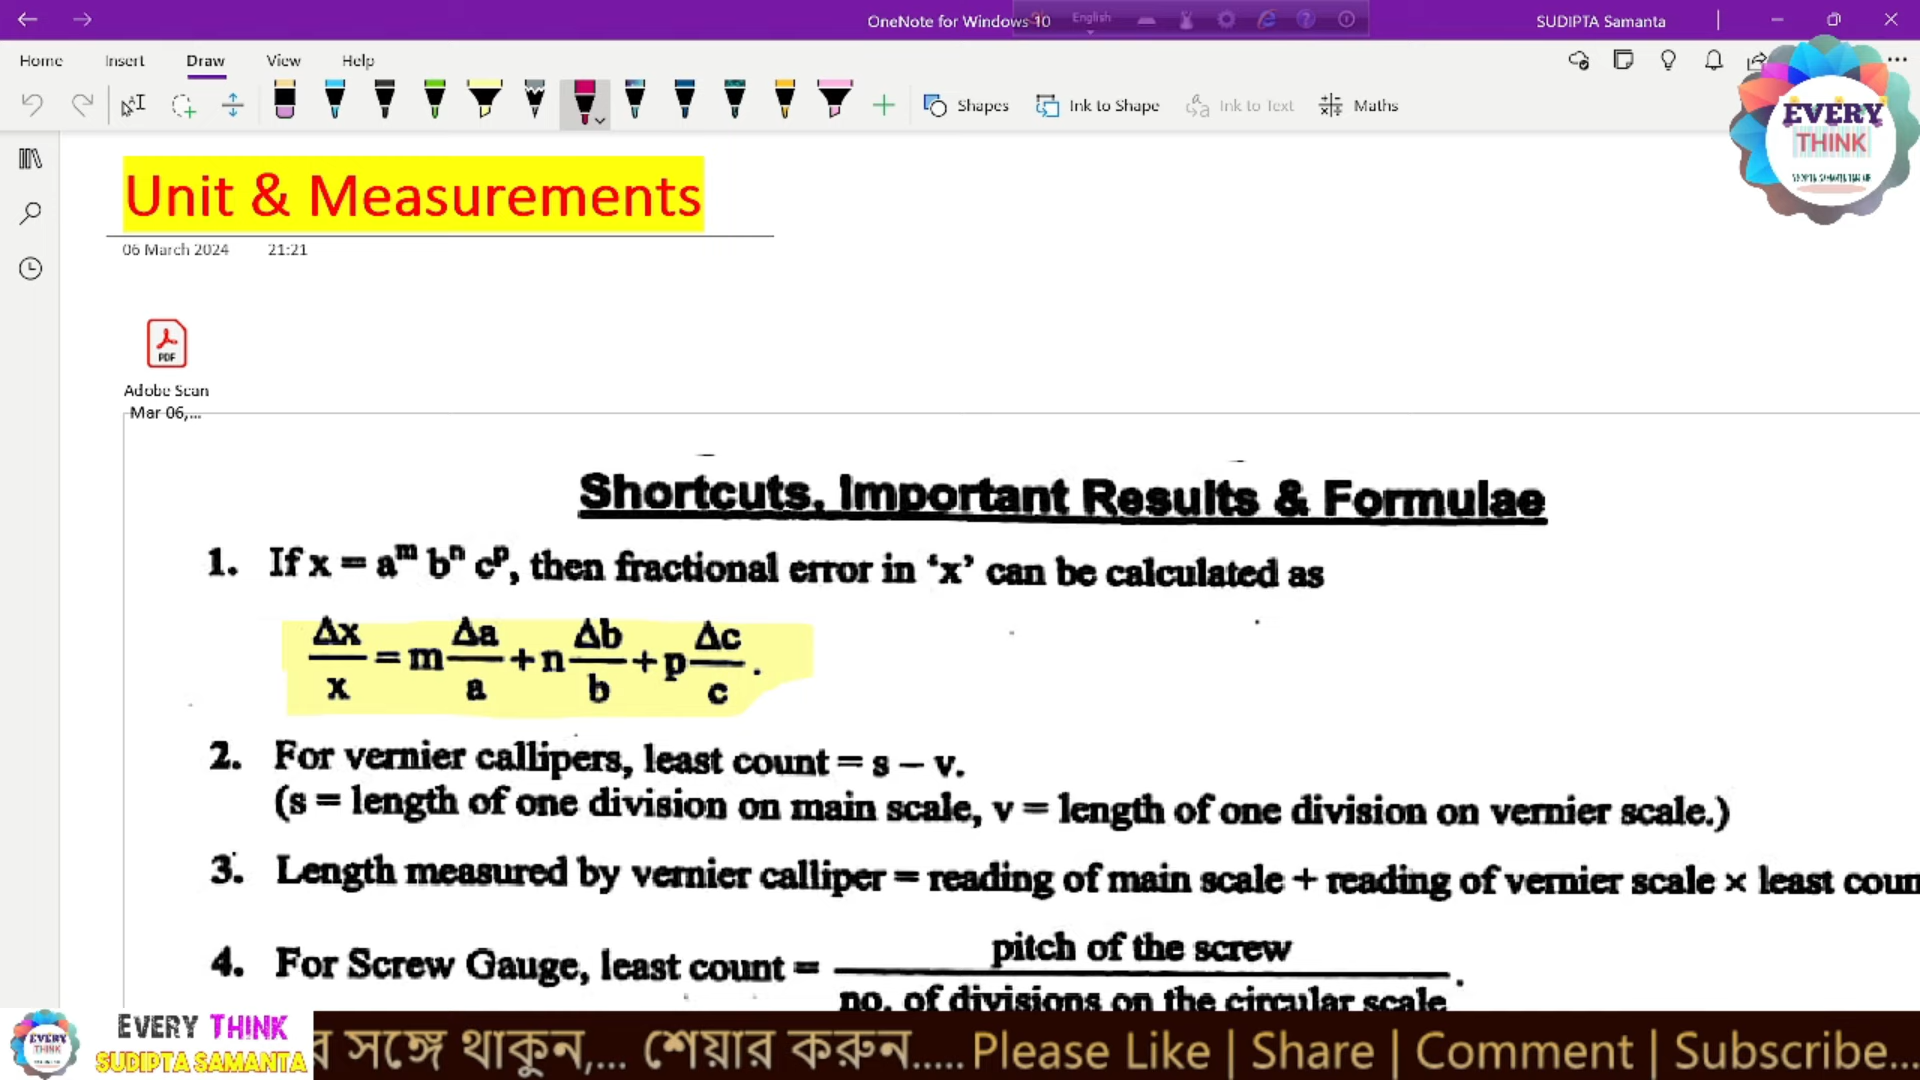 OneNote for Windows 10
English
SUDIPTA Samanta
Home Insert Draw View Help
Shapes Ink to Shape Ink to Text Maths
EVERY
THINK
Unit & Measurements
06 March 2024 21:21
PDF
Adobe Scan
Mar 06,...
Shortcuts, Important Results & Formulae
1. If x = a^m b^n c^p, then fractional error in ‘x’ can be calculated as
Δx/x = m Δa/a + n Δb/b + p Δc/c .
2. For vernier callipers, least count = s – v.
(s = length of one division on main scale, v = length of one division on vernier scale.)
3. Length measured by vernier calliper = reading of main scale + reading of vernier scale × least coun
4. For Screw Gauge, least count = pitch of the screw / no. of divisions on the circular scale .
EVERY THINK
SUDIPTA SAMANTA
র সঙ্গে থাকুন,... শেয়ার করুন..... Please Like | Share | Comment | Subscribe...
EVERY
THINK